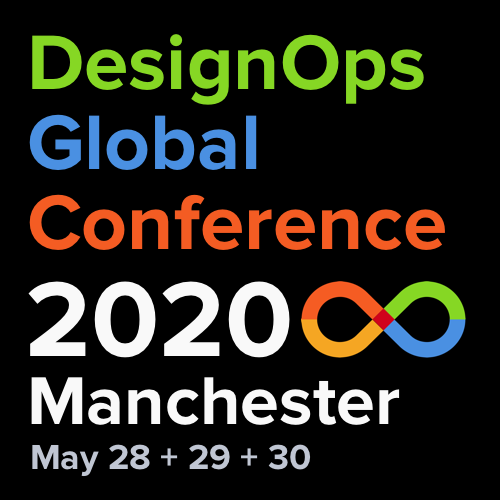 DesignOps
Global
Conference
2020
Manchester
May 28 + 29 + 30